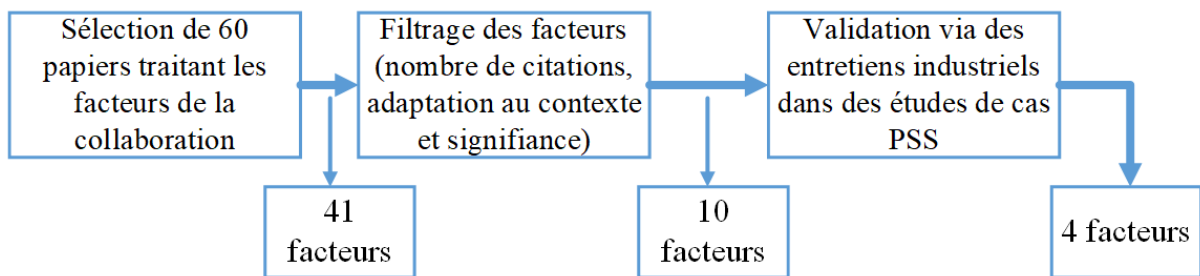 Sélection de 60
papiers traitant les
facteurs de la
collaboration
Filtrage des facteurs
(nombre de citations,
adaptation au contexte
et signifiance)
Validation via des
entretiens industriels
dans des études de cas
PSS
41
facteurs
10
facteurs
4 facteurs